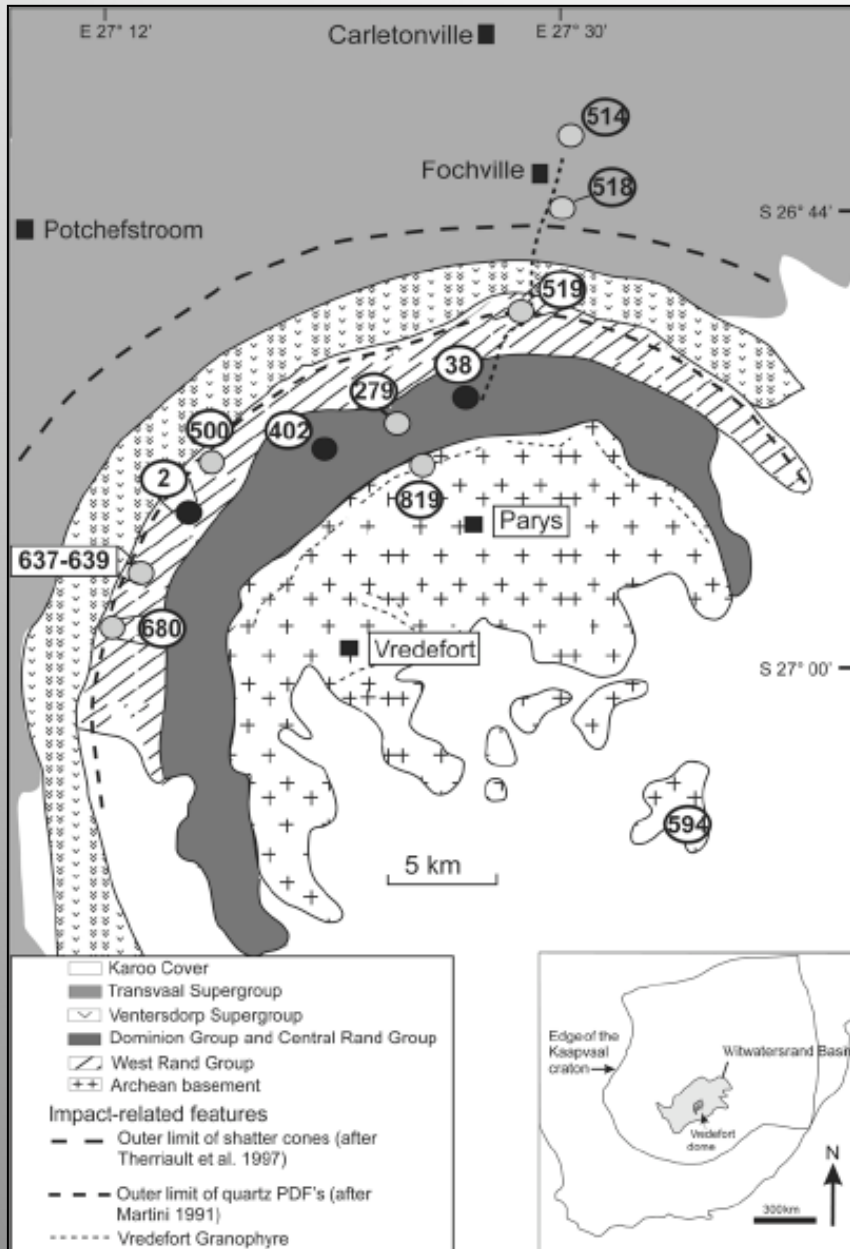 E 27° 12'
E 27° 30'
Carletonville
514
Fochville
518
S 26° 44'
Potchefstroom
519
38
279
500
402
2
819
Parys
637-639
680
Vredefort
S 27° 00'
594
5 km
Karoo Cover
Transvaal Supergroup
Ventersdorp Supergroup
Dominion Group and Central Rand Group
West Rand Group
Archean basement
Impact-related features
Outer limit of shatter cones (after
Therriault et al. 1997)
Outer limit of quartz PDF's (after
Martini 1991)
Vredefort Granophyre
Edge of the
Kaapvaal
craton
Witwatersrand Basin
Vredefort
dome
N
300km